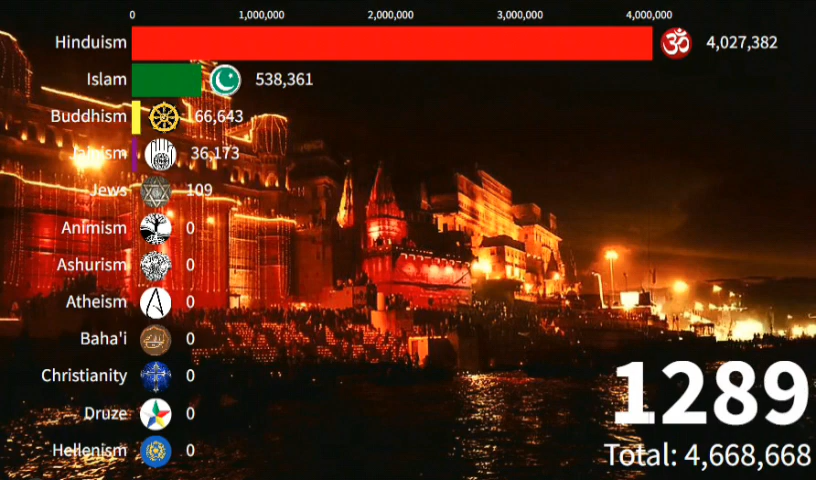 0 1,000,000 2,000,000 3,000,000 4,000,000
Hinduism ॐ 4,027,382
Islam 538,361
Buddhism 66,643
Jainism 36,173
Jews 109
Animism 0
Ashurism 0
Atheism 0
Baha'i 0
Christianity 0
Druze 0
Hellenism 0
1289
Total: 4,668,668